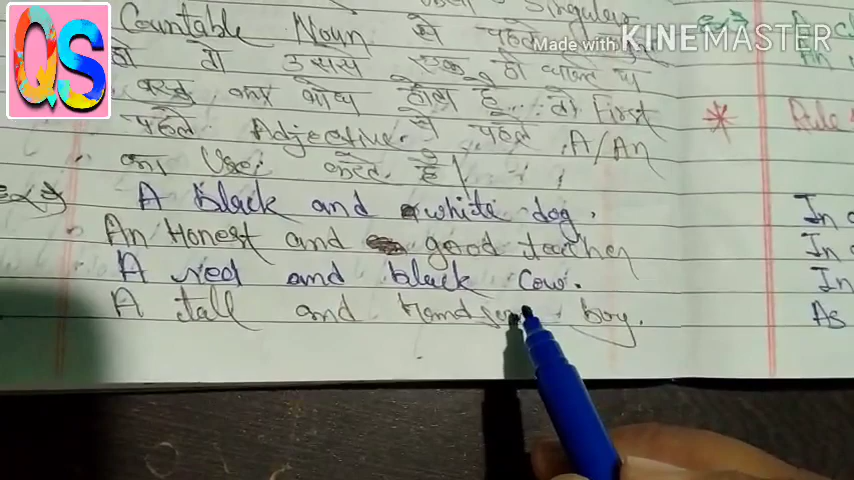 QS
Singular
Countable Noun से पहले
Made with KINEMASTER
हो तो उससे एक ही
वस्तु का बोध होता है... तो First
पहले Adjective से पहले A/An
का Use करते है|
A black and white dog.
An Honest and good teacher
A red and black cow.
A tall and handsom boy.
A
An
Rule
In
In
In
As